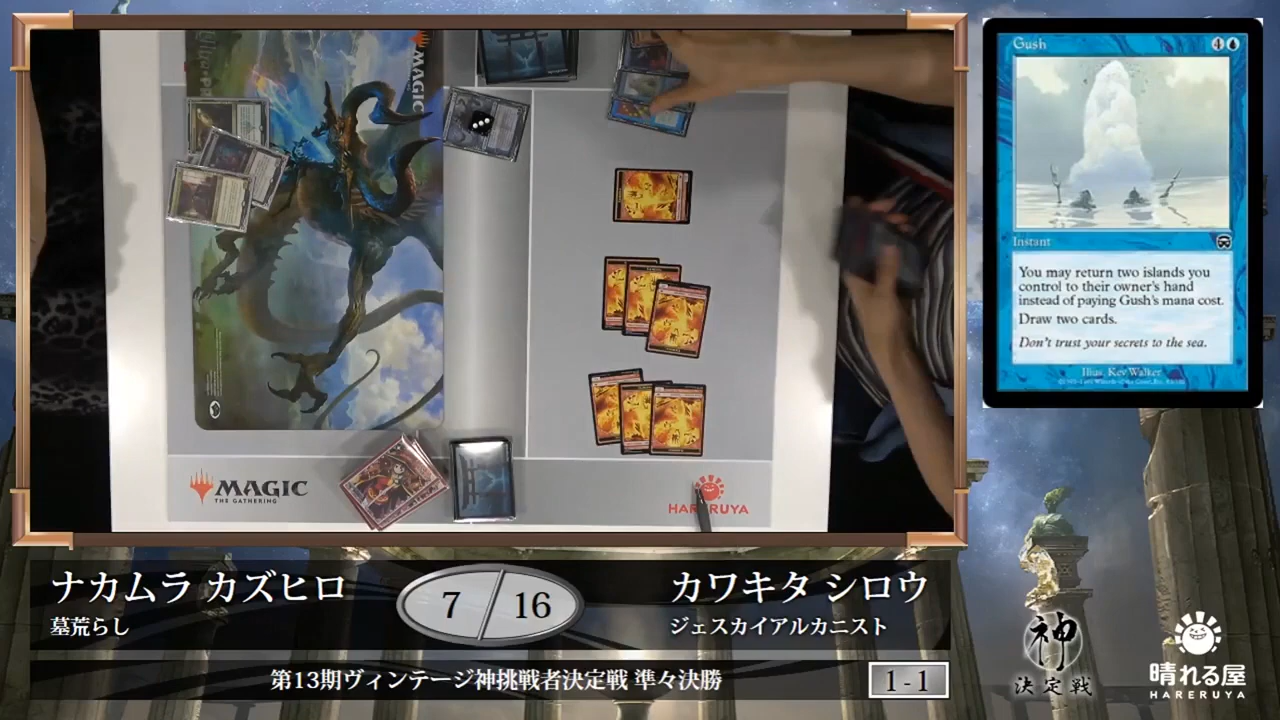 MAGIC
MAGIC
THE GATHERING
HARERUYA
Gush
4
Instant
You may return two islands you
control to their owner's hand
instead of paying Gush's mana cost.
Draw two cards.
Don't trust your secrets to the sea.
Illus. Kev Walker
ナカムラ カズヒロ
墓荒らし
7 / 16
カワキタ シロウ
ジェスカイアルカニスト
第13期ヴィンテージ神挑戦者決定戦 準々決勝
1-1
神
決定戦
晴れる屋
HARERUYA